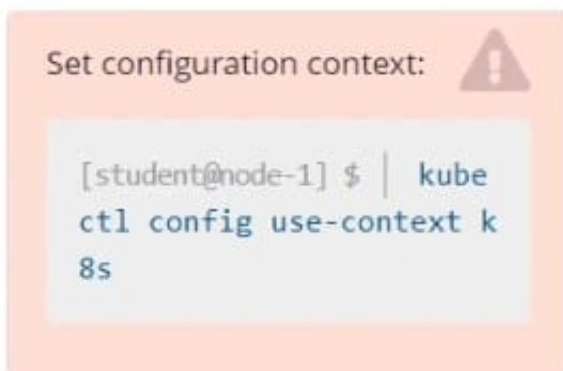 Set configuration context:
[student@node-1] $ | kube
ctl config use-context k
8s